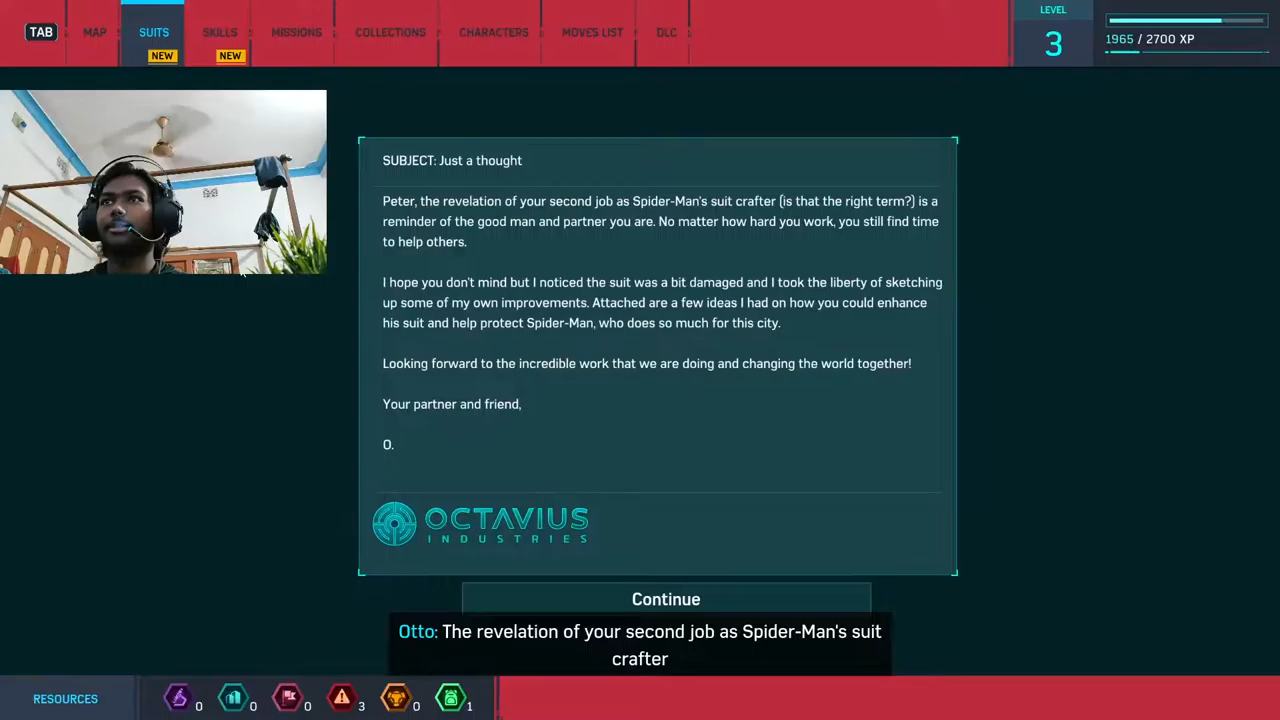 TAB
MAP
SUITS
SKILLS
MISSIONS
COLLECTIONS
CHARACTERS
MOVES LIST
DLC
NEW
NEW
LEVEL
3
1965 / 2700 XP
SUBJECT: Just a thought
Peter, the revelation of your second job as Spider-Man's suit crafter (is that the right term?) is a
reminder of the good man and partner you are. No matter how hard you work, you still find time
to help others.
I hope you don't mind but I noticed the suit was a bit damaged and I took the liberty of sketching
up some of my own improvements. Attached are a few ideas I had on how you could enhance
his suit and help protect Spider-Man, who does so much for this city.
Looking forward to the incredible work that we are doing and changing the world together!
Your partner and friend,
O.
OCTAVIUS
INDUSTRIES
Continue
Otto: The revelation of your second job as Spider-Man's suit
crafter
RESOURCES
0
0
0
3
0
1